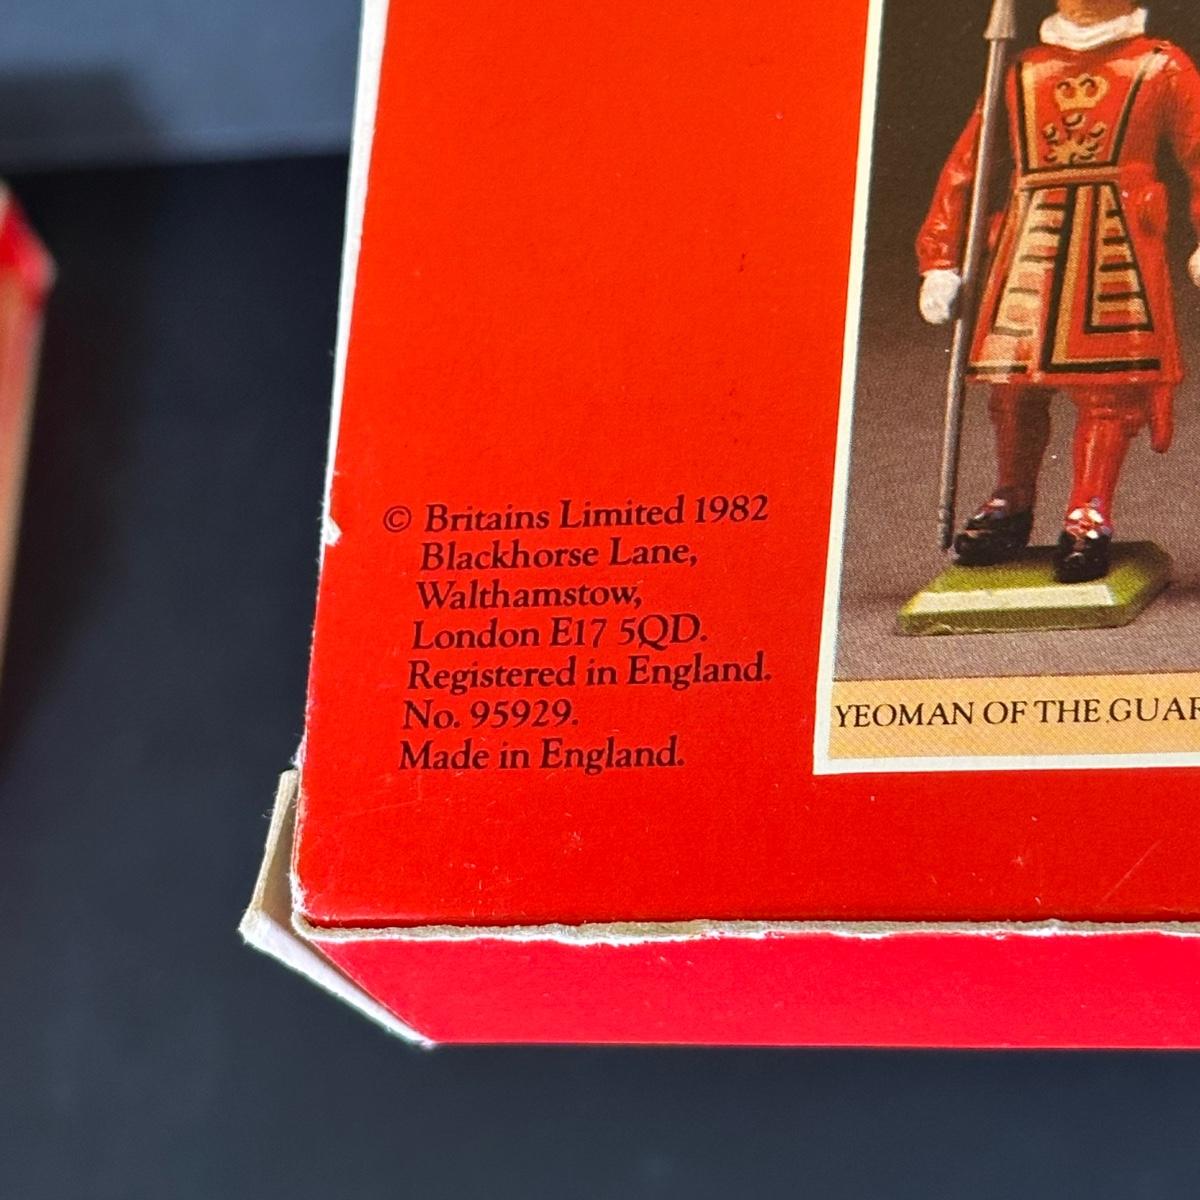 © Britains Limited 1982
Blackhorse Lane,
Walthamstow,
London E17 5QD.
Registered in England.
No. 95929.
Made in England.
YEOMAN OF THE GUAR